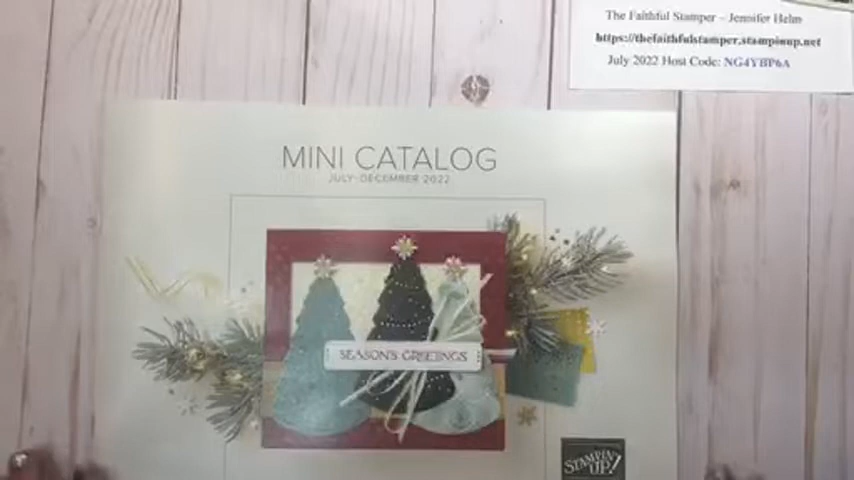 The Faithful Stamper – Jennifer Helm
https://thefaithfulstamper.stampinup.net
July 2022 Host Code: NG4YBP6A
MINI CATALOG
JULY–DECEMBER 2022
SEASON'S GREETINGS
STAMPIN' UP!